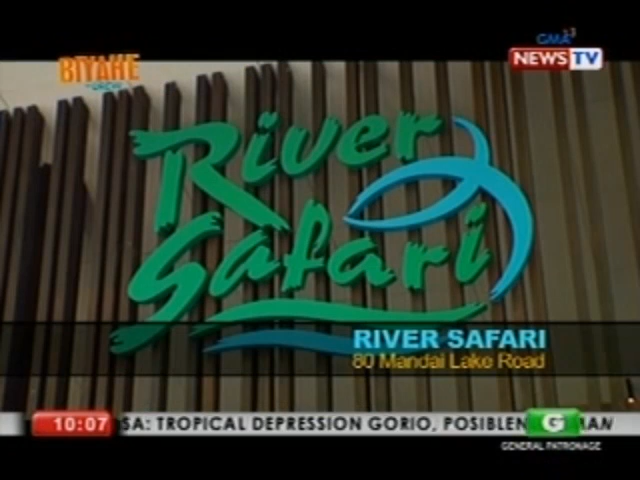 GMA
NEWS TV
BIYAHE
River
Safari
RIVER SAFARI
80 Mandai Lake Road
10:07
SA: TROPICAL DEPRESSION GORIO, POSIBLEN
G
GENERAL PATRONAGE